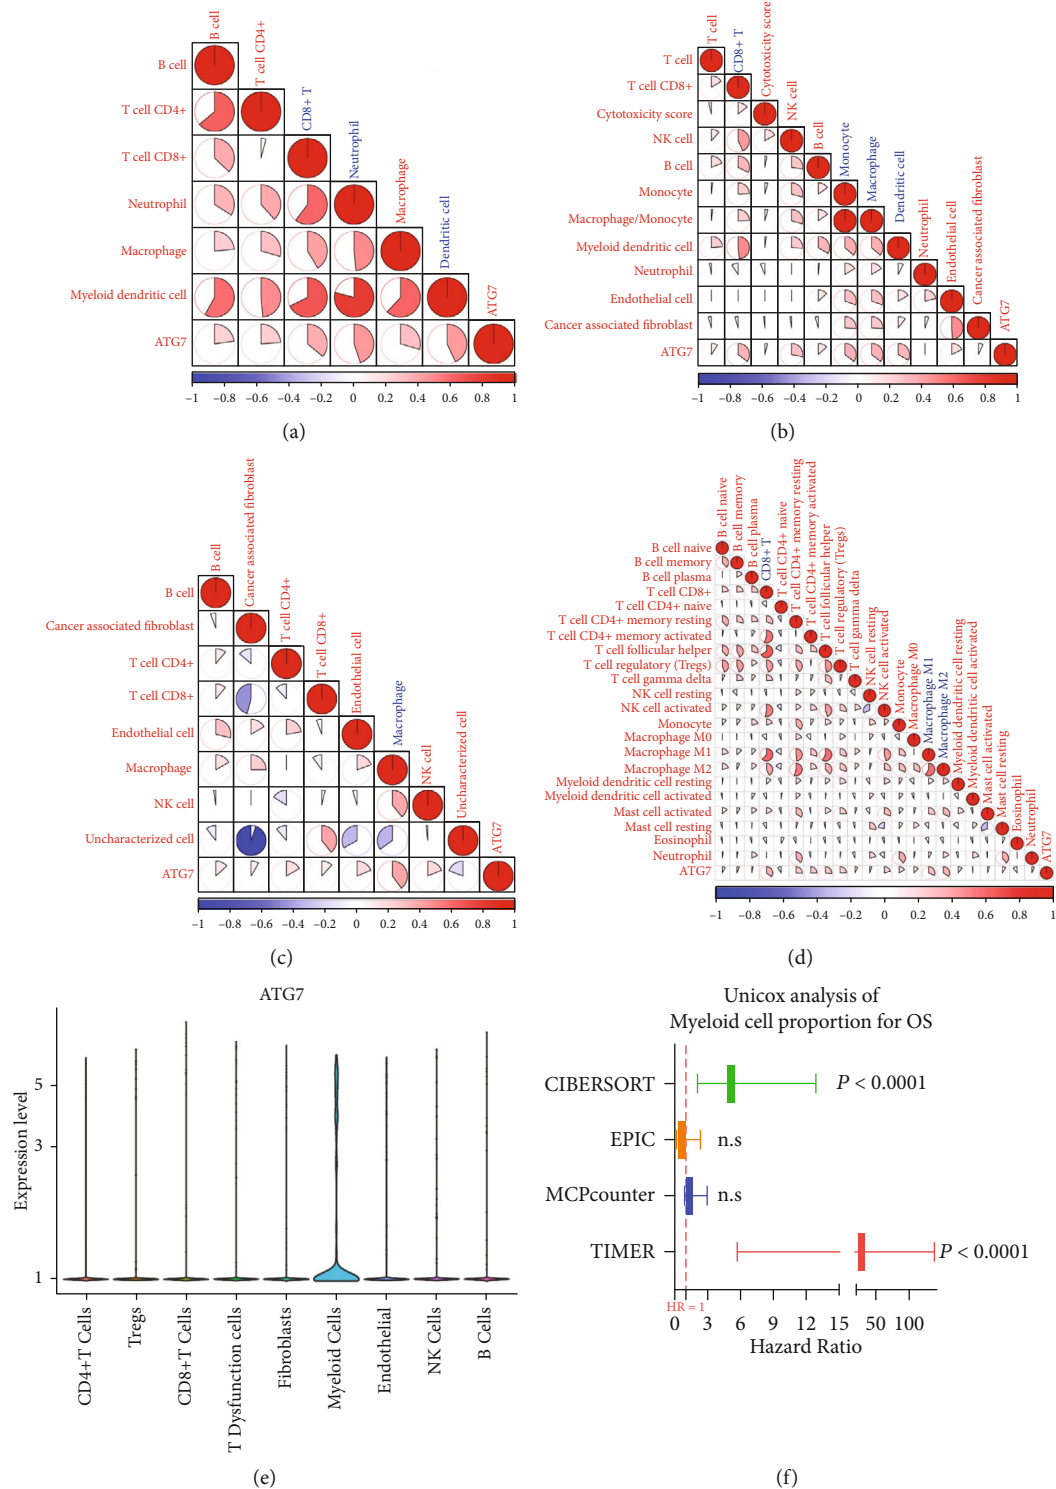 B cell
T cell CD4+
CD8+ T
Neutrophil
Macrophage
Dendritic cell
ATG7
B cell
T cell CD4+
T cell CD8+
Neutrophil
Macrophage
Myeloid dendritic cell
ATG7
−1 −0.8 −0.6 −0.4 −0.2 0 0.2 0.4 0.6 0.8 1
(a)
T cell
CD8+ T
Cytotoxicity score
NK cell
B cell
Monocyte
Macrophage
Dendritic cell
Neutrophil
Endothelial cell
Cancer associated fibroblast
ATG7
T cell
T cell CD8+
Cytotoxicity score
NK cell
B cell
Monocyte
Macrophage/Monocyte
Myeloid dendritic cell
Neutrophil
Endothelial cell
Cancer associated fibroblast
ATG7
−1 −0.8 −0.6 −0.4 −0.2 0 0.2 0.4 0.6 0.8 1
(b)
B cell
Cancer associated fibroblast
T cell CD4+
T cell CD8+
Endothelial cell
Macrophage
NK cell
Uncharacterized cell
ATG7
B cell
Cancer associated fibroblast
T cell CD4+
T cell CD8+
Endothelial cell
Macrophage
NK cell
Uncharacterized cell
ATG7
−1 −0.8 −0.6 −0.4 −0.2 0 0.2 0.4 0.6 0.8 1
(c)
B cell naive
B cell memory
B cell plasma
CD8+ T
T cell CD4+ naive
T cell CD4+ memory resting
T cell CD4+ memory activated
T cell follicular helper
T cell regulatory (Tregs)
T cell gamma delta
NK cell resting
NK cell activated
Monocyte
Macrophage M0
Macrophage M1
Macrophage M2
Myeloid dendritic cell resting
Myeloid dendritic cell activated
Mast cell activated
Mast cell resting
Eosinophil
Neutrophil
ATG7
B cell naive
B cell memory
B cell plasma
T cell CD8+
T cell CD4+ naive
T cell CD4+ memory resting
T cell CD4+ memory activated
T cell follicular helper
T cell regulatory (Tregs)
T cell gamma delta
NK cell resting
NK cell activated
Monocyte
Macrophage M0
Macrophage M1
Macrophage M2
Myeloid dendritic cell resting
Myeloid dendritic cell activated
Mast cell activated
Mast cell resting
Eosinophil
Neutrophil
ATG7
−1 −0.8 −0.6 −0.4 −0.2 0 0.2 0.4 0.6 0.8 1
(d)
ATG7
Expression level
5
3
1
CD4+T Cells
Tregs
CD8+T Cells
T Dysfunction cells
Fibroblasts
Myeloid Cells
Endothelial
NK Cells
B Cells
(e)
Unicox analysis of
Myeloid cell proportion for OS
CIBERSORT P < 0.0001
EPIC n.s
MCPcounter n.s
TIMER P < 0.0001
HR = 1
0 3 6 9 12 15 50 100
Hazard Ratio
(f)